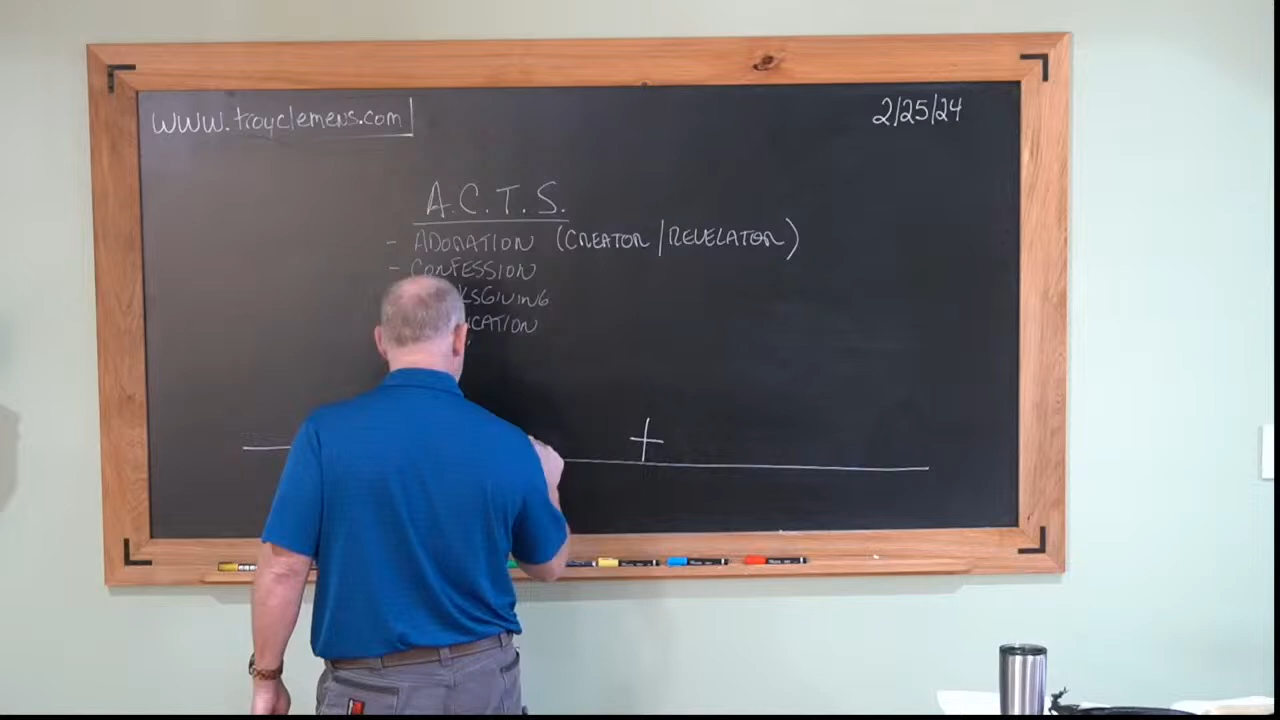 www.troyclemens.com
2/25/24
A.C.T.S.
- ADORATION (CREATOR/REVELATOR)
- CONFESSION
KSGIVING
ICATION